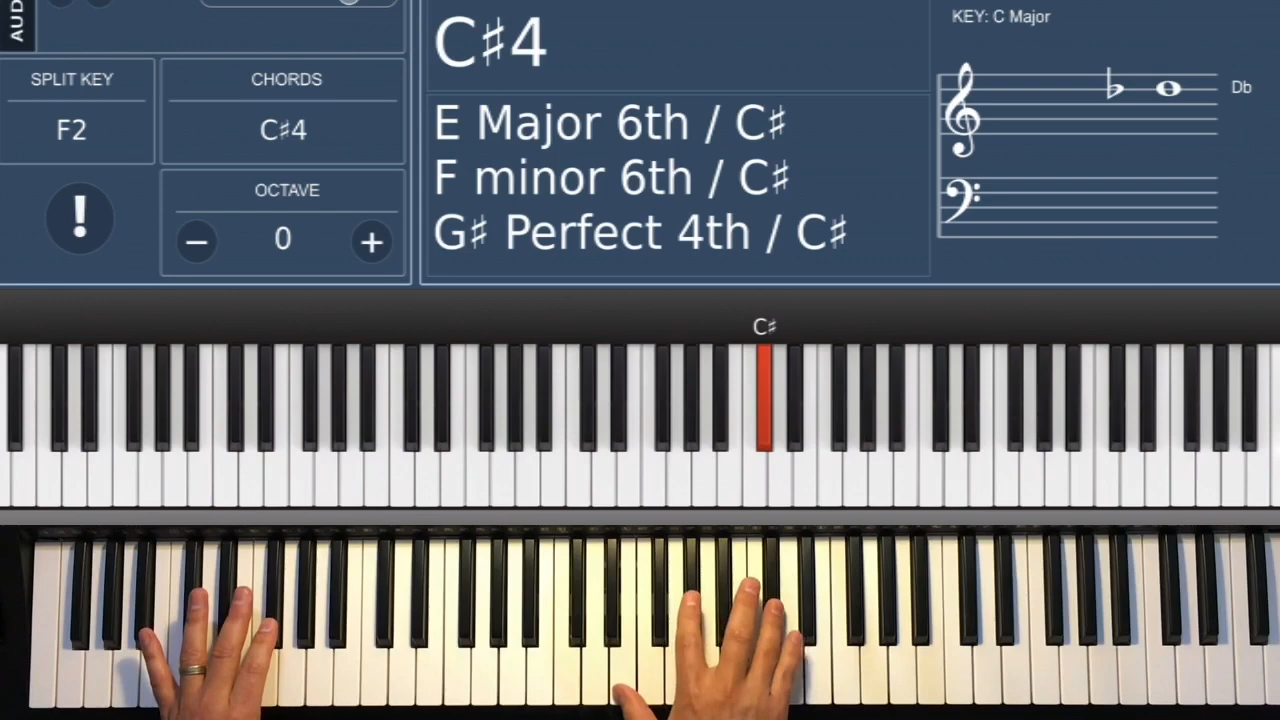 AUD
C♯4
KEY: C Major
SPLIT KEY
CHORDS
F2
C♯4
E Major 6th / C♯
F minor 6th / C♯
G♯ Perfect 4th / C♯
Db
!
OCTAVE
− 0 +
C♯